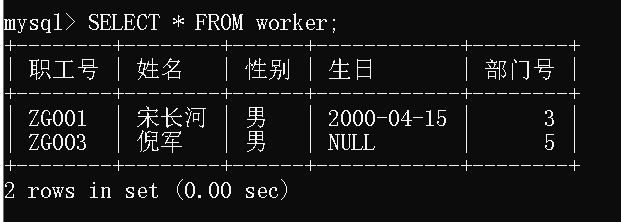 mysql> SELECT * FROM worker;
+--------+--------+------+------------+--------+
| 职工号 | 姓名 | 性别 | 生日 | 部门号 |
+--------+--------+------+------------+--------+
| ZG001 | 宋长河 | 男 | 2000-04-15 | 3 |
| ZG003 | 倪军 | 男 | NULL | 5 |
+--------+--------+------+------------+--------+
2 rows in set (0.00 sec)